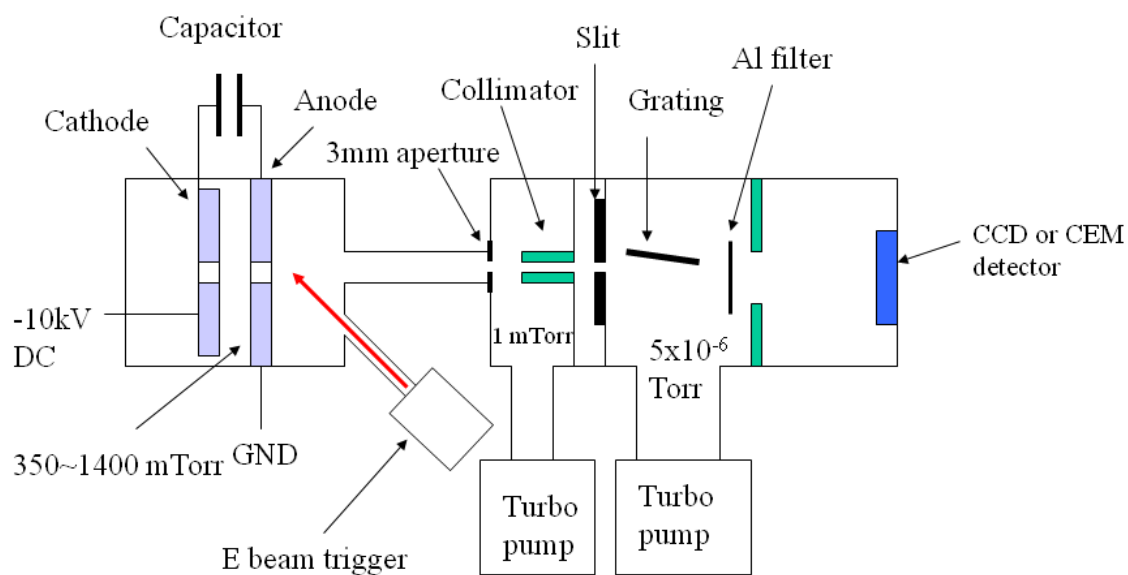 Capacitor
Slit
Al filter
Anode
Collimator
Grating
Cathode
3mm aperture
CCD or CEM
detector
-10kV
DC
1 mTorr
5x10⁻⁶
Torr
350~1400 mTorr
GND
Turbo
pump
Turbo
pump
E beam trigger